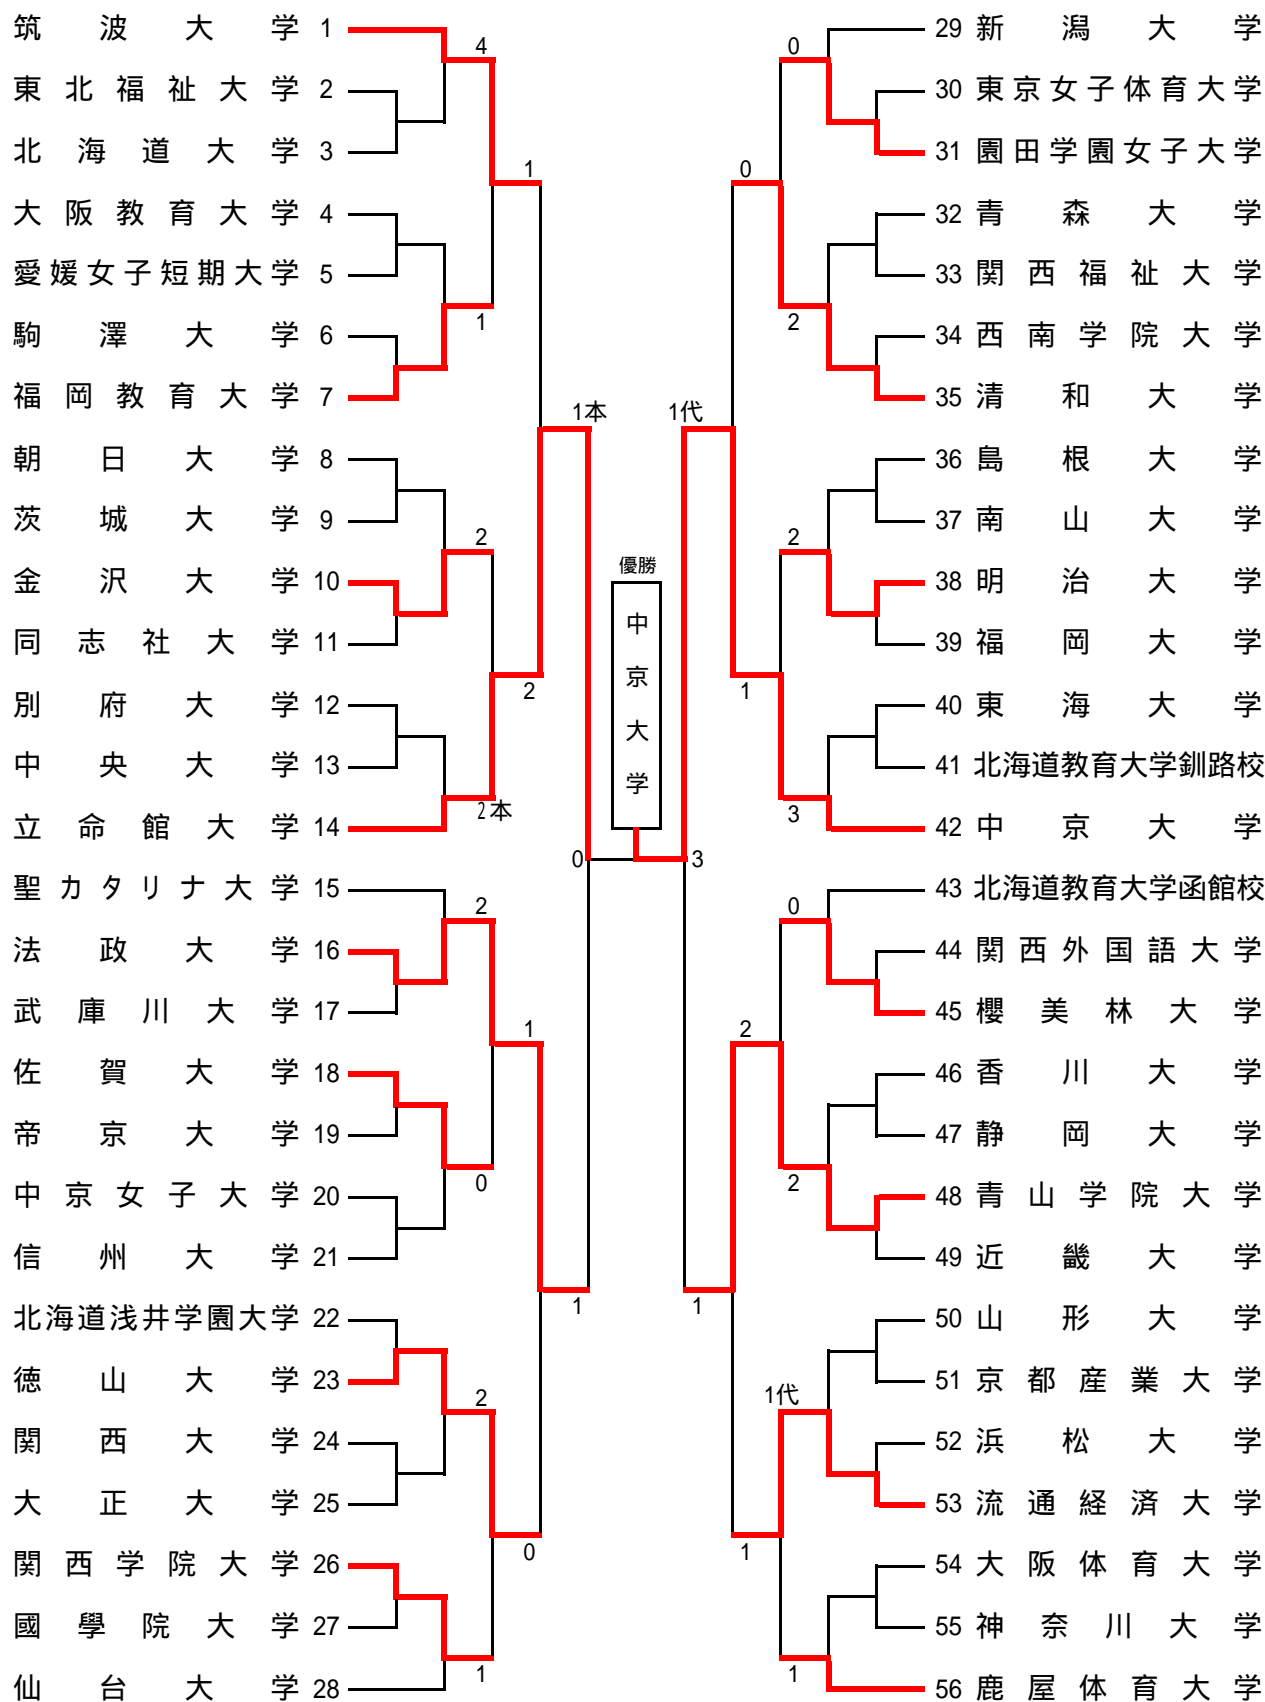 筑波大学 1
東北福祉大学 2
北海道大学 3
大阪教育大学 4
愛媛女子短期大学 5
駒澤大学 6
福岡教育大学 7
朝日大学 8
茨城大学 9
金沢大学 10
同志社大学 11
別府大学 12
中央大学 13
立命館大学 14
聖カタリナ大学 15
法政大学 16
武庫川大学 17
佐賀大学 18
帝京大学 19
中京女子大学 20
信州大学 21
北海道浅井学園大学 22
徳山大学 23
関西大学 24
大正大学 25
関西学院大学 26
國學院大学 27
仙台大学 28
4
1
1
2
2
2本
2
1
0
2
0
1
1本
1
0
優勝
中京大学
3
1代
1
0
0
2
2
1
3
0
2
2
1代
1
1
29 新潟大学
30 東京女子体育大学
31 園田学園女子大学
32 青森大学
33 関西福祉大学
34 西南学院大学
35 清和大学
36 島根大学
37 南山大学
38 明治大学
39 福岡大学
40 東海大学
41 北海道教育大学釧路校
42 中京大学
43 北海道教育大学函館校
44 関西外国語大学
45 櫻美林大学
46 香川大学
47 静岡大学
48 青山学院大学
49 近畿大学
50 山形大学
51 京都産業大学
52 浜松大学
53 流通経済大学
54 大阪体育大学
55 神奈川大学
56 鹿屋体育大学